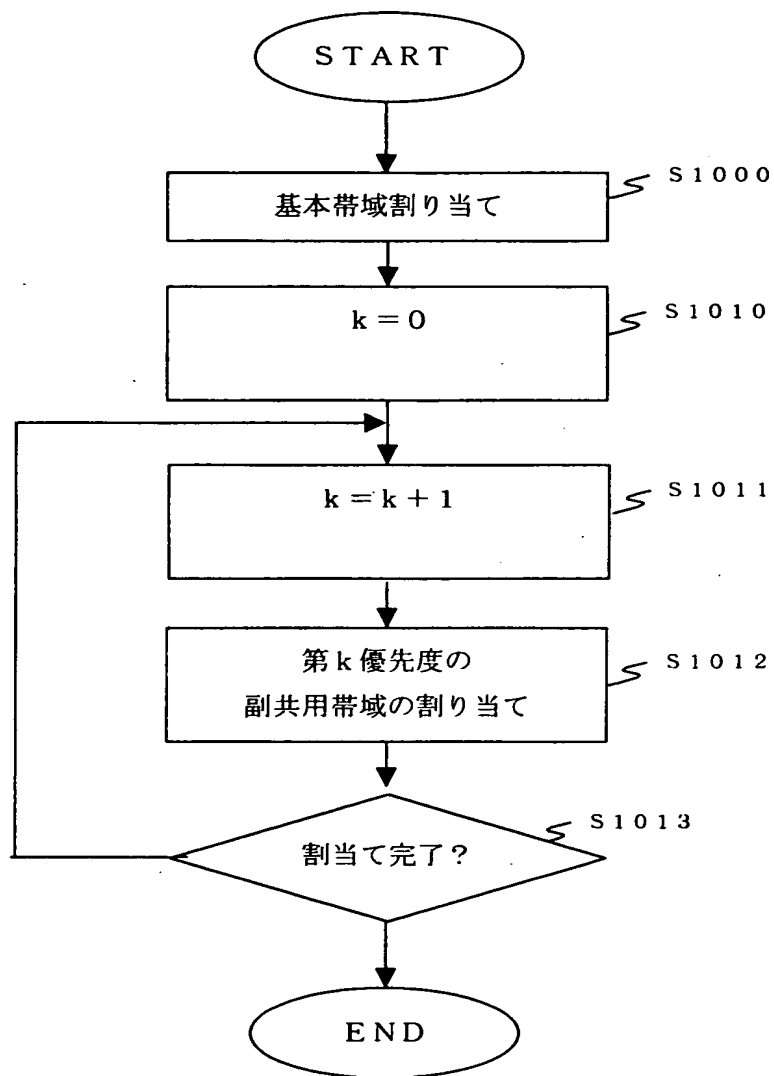 START
S1000
基本帯域割り当て
k=0
S1010
k=k+1
S1011
第k優先度の
副共用帯域の割り当て
S1012
S1013
割当て完了?
END